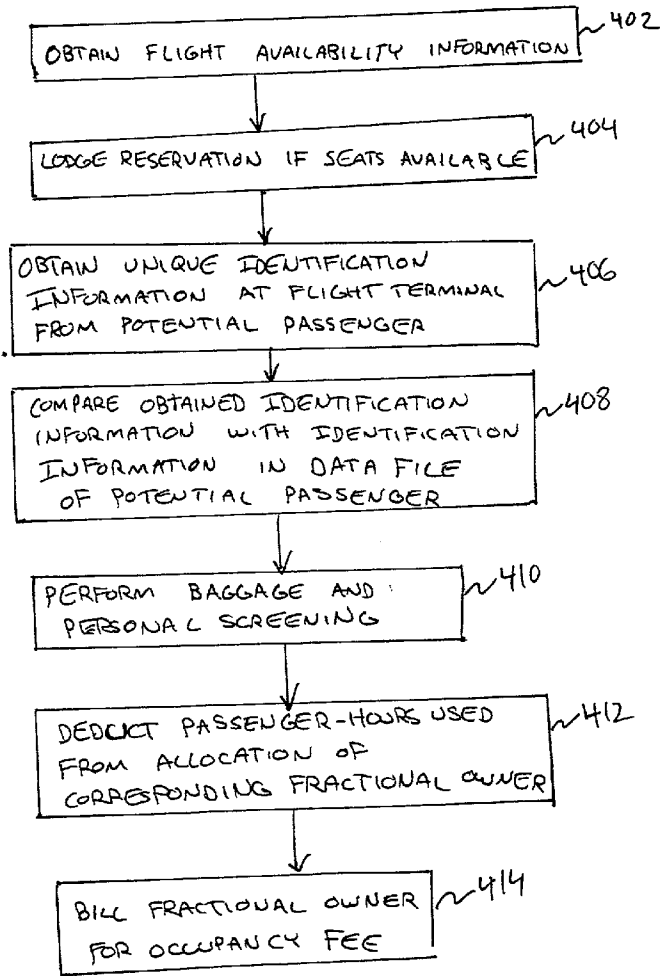 OBTAIN FLIGHT AVAILABILITY INFORMATION
402
LODGE RESERVATION IF SEATS AVAILABLE
404
OBTAIN UNIQUE IDENTIFICATION
INFORMATION AT FLIGHT TERMINAL
FROM POTENTIAL PASSENGER
406
COMPARE OBTAINED IDENTIFICATION
INFORMATION WITH IDENTIFICATION
INFORMATION IN DATA FILE
OF POTENTIAL PASSENGER
408
PERFORM BAGGAGE AND
PERSONAL SCREENING
410
DEDUCT PASSENGER-HOURS USED
FROM ALLOCATION OF
CORRESPONDING FRACTIONAL OWNER
412
BILL FRACTIONAL OWNER
FOR OCCUPANCY FEE
414